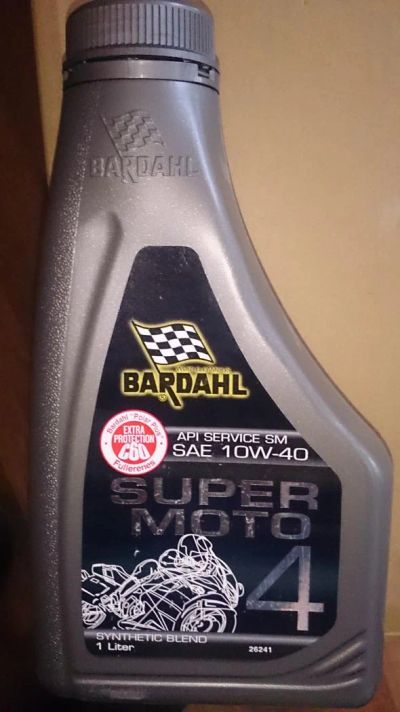 BARDAHL
BARDAHL
Bardahl "Polar Plus"
EXTRA
PROTECTION
C60
Fullerenes
API SERVICE SM
SAE 10W-40
SUPER
MOTO
4
SYNTHETIC BLEND
1 Liter
26241